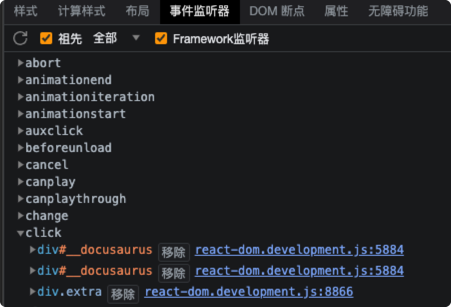 样式 计算样式 布局 事件监听器 DOM 断点 属性 无障碍功能
祖先 全部 Framework监听器
abort
animationend
animationiteration
animationstart
auxclick
beforeunload
cancel
canplay
canplaythrough
change
click
div#__docusaurus 移除 react-dom.development.js:5884
div#__docusaurus 移除 react-dom.development.js:5884
div.extra 移除 react-dom.development.js:8866